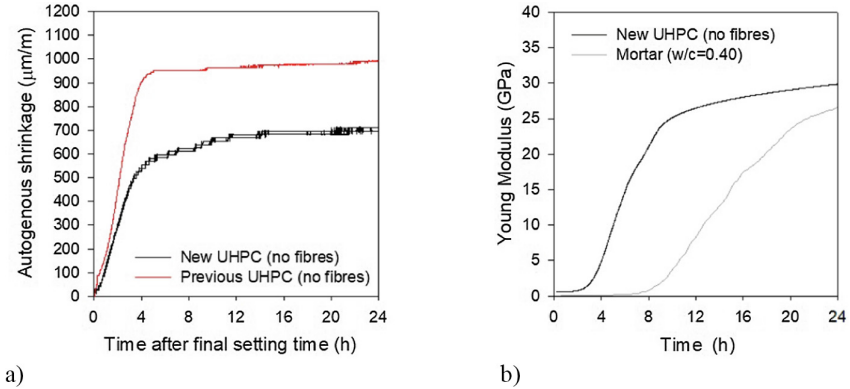 1200
1100
1000
900
800
700
600
500
400
300
200
100
0
Autogenous shrinkage (μm/m)
New UHPC (no fibres)
Previous UHPC (no fibres)
0 4 8 12 16 20 24
Time after final setting time (h)
a)
40
35
30
25
20
15
10
5
0
Young Modulus (GPa)
New UHPC (no fibres)
Mortar (w/c=0.40)
0 4 8 12 16 20 24
Time (h)
b)